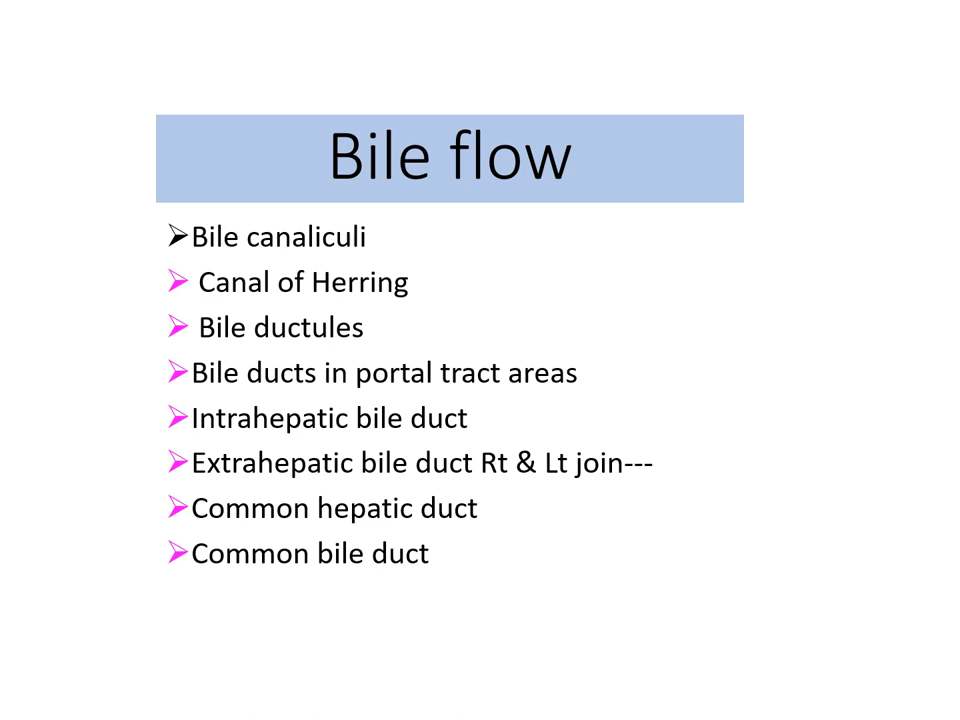 Bile flow
➢Bile canaliculi
➢ Canal of Herring
➢ Bile ductules
➢Bile ducts in portal tract areas
➢Intrahepatic bile duct
➢Extrahepatic bile duct Rt & Lt join---
➢Common hepatic duct
➢Common bile duct